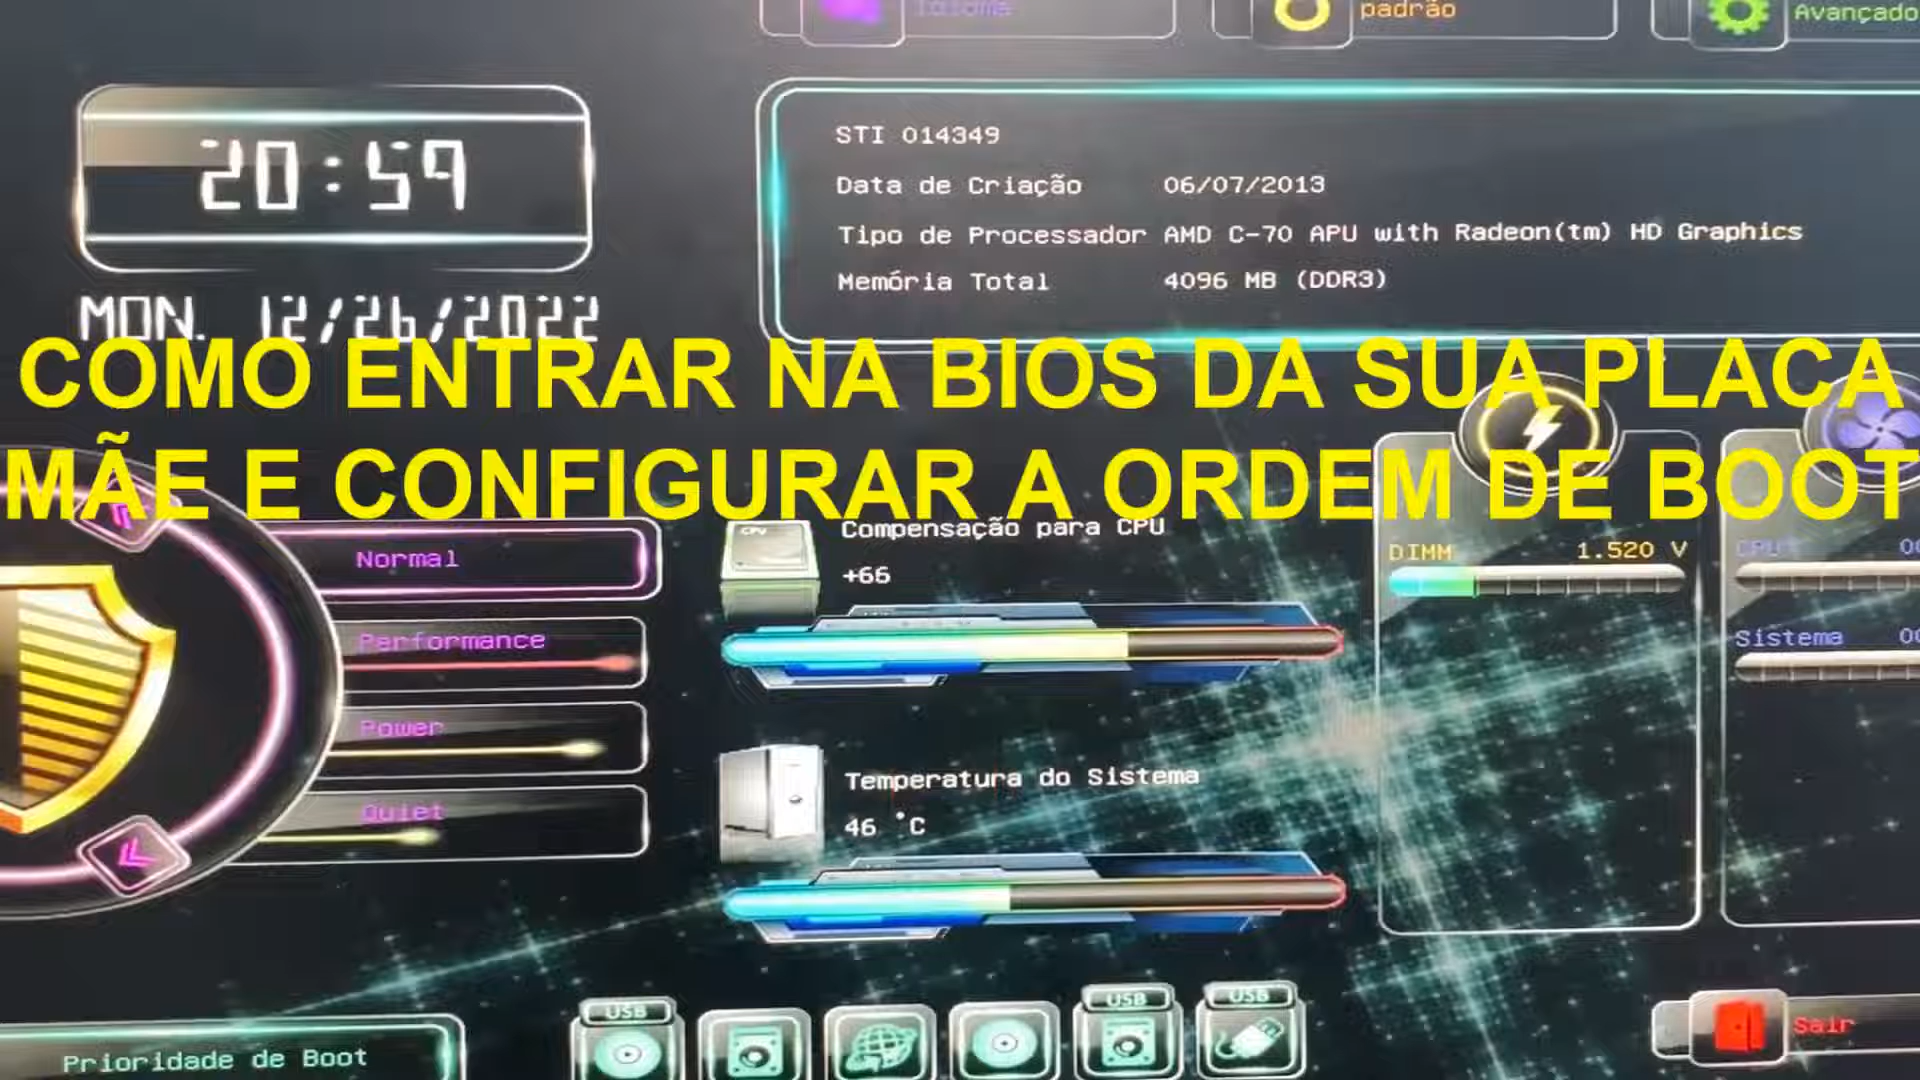 Idioma
padrão
Avançado
20:59
MON. 12/26/2022
STI 014349
Data de Criação 06/07/2013
Tipo de Processador AMD C-70 APU with Radeon(tm) HD Graphics
Memória Total 4096 MB (DDR3)
COMO ENTRAR NA BIOS DA SUA PLACA
MÃE E CONFIGURAR A ORDEM DE BOOT
Normal
Performance
Power
Quiet
CPU
Compensação para CPU
+66
Temperatura do Sistema
46 °C
DIMM 1.520 V
CPU
Sistema
USB
USB
USB
Prioridade de Boot
Sair